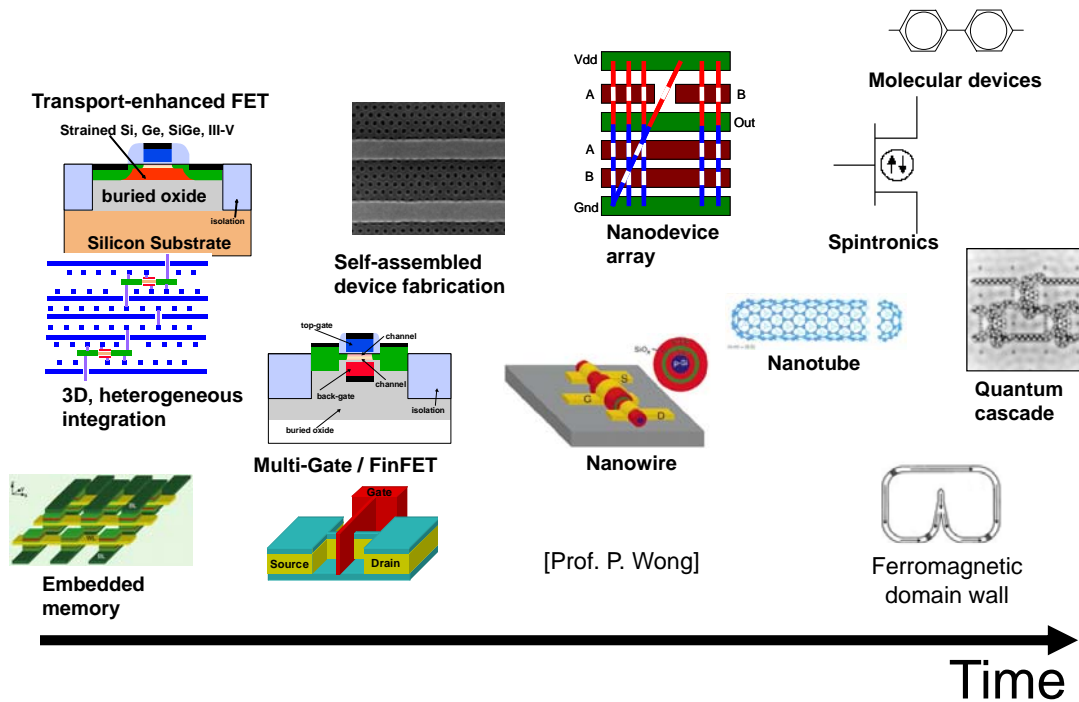 Transport-enhanced FET
Strained Si, Ge, SiGe, III-V
buried oxide
isolation
Silicon Substrate
3D, heterogeneous
integration
Embedded
memory
Self-assembled
device fabrication
top-gate
channel
channel
back-gate
isolation
buried oxide
Multi-Gate / FinFET
Gate
Source
Drain
Vdd
A
B
Out
A
B
Gnd
Nanodevice
array
SiO
p-Si
S
G
D
Nanowire
[Prof. P. Wong]
Nanotube
Molecular devices
Spintronics
Quantum
cascade
Ferromagnetic
domain wall
Time